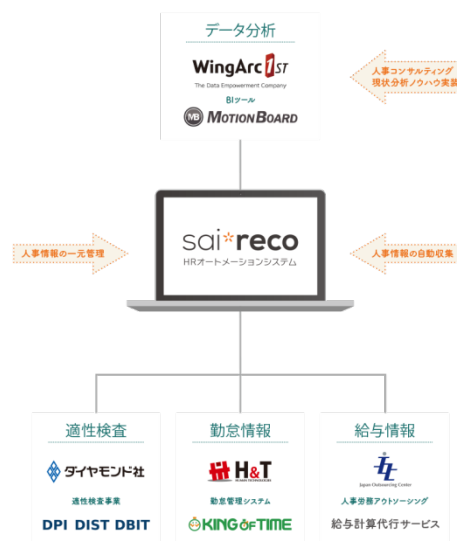 データ分析
WingArc1ST
The Data Empowerment Company
BIツール
MB MOTIONBOARD
人事コンサルティング
現状分析ノウハウ実装
sai*reco
HRオートメーションシステム
人事情報の一元管理
人事情報の自動収集
適性検査
ダイヤモンド社
適性検査事業
DPI DIST DBIT
勤怠情報
H&T
HUMAN TECHNOLOGIES
勤怠管理システム
KING OF TIME
給与情報
Japan Outsourcing Center
人事労務アウトソーシング
給与計算代行サービス